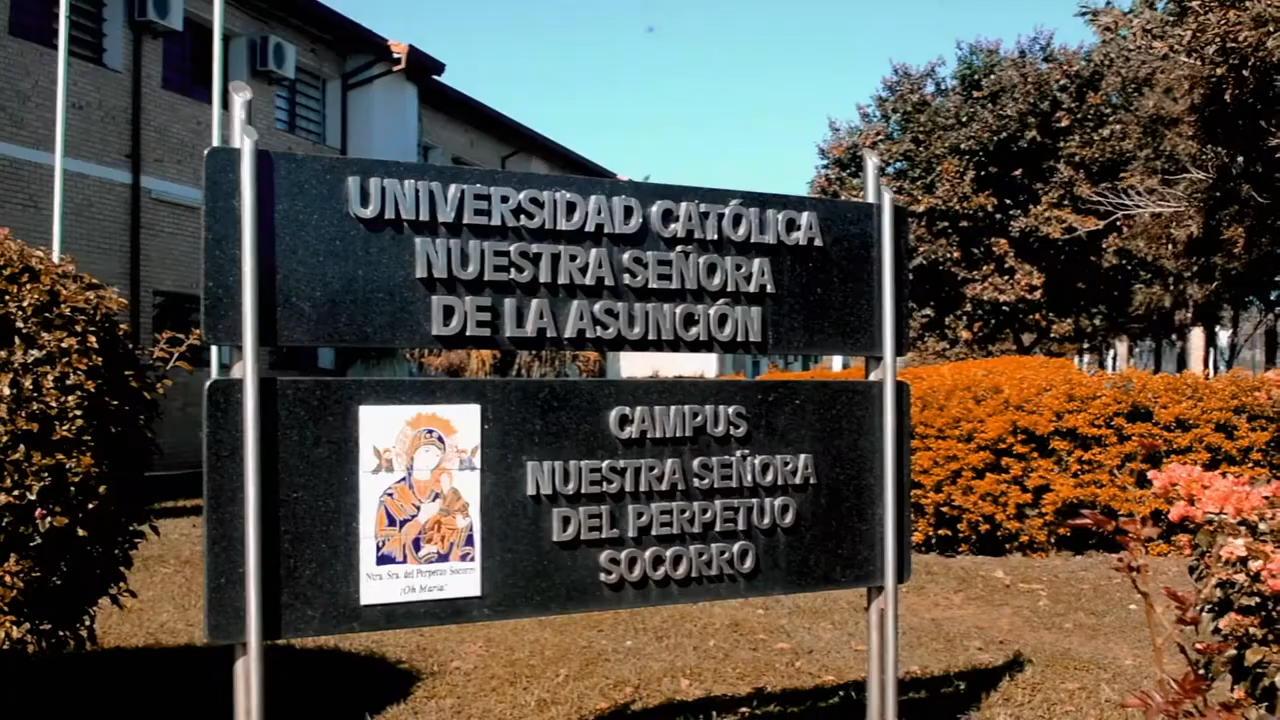 UNIVERSIDAD CATÓLICA
NUESTRA SEÑORA
DE LA ASUNCIÓN
CAMPUS
NUESTRA SEÑORA
DEL PERPETUO
SOCORRO
Ntra. Sra. del Perpetuo Socorro
¡Oh María!